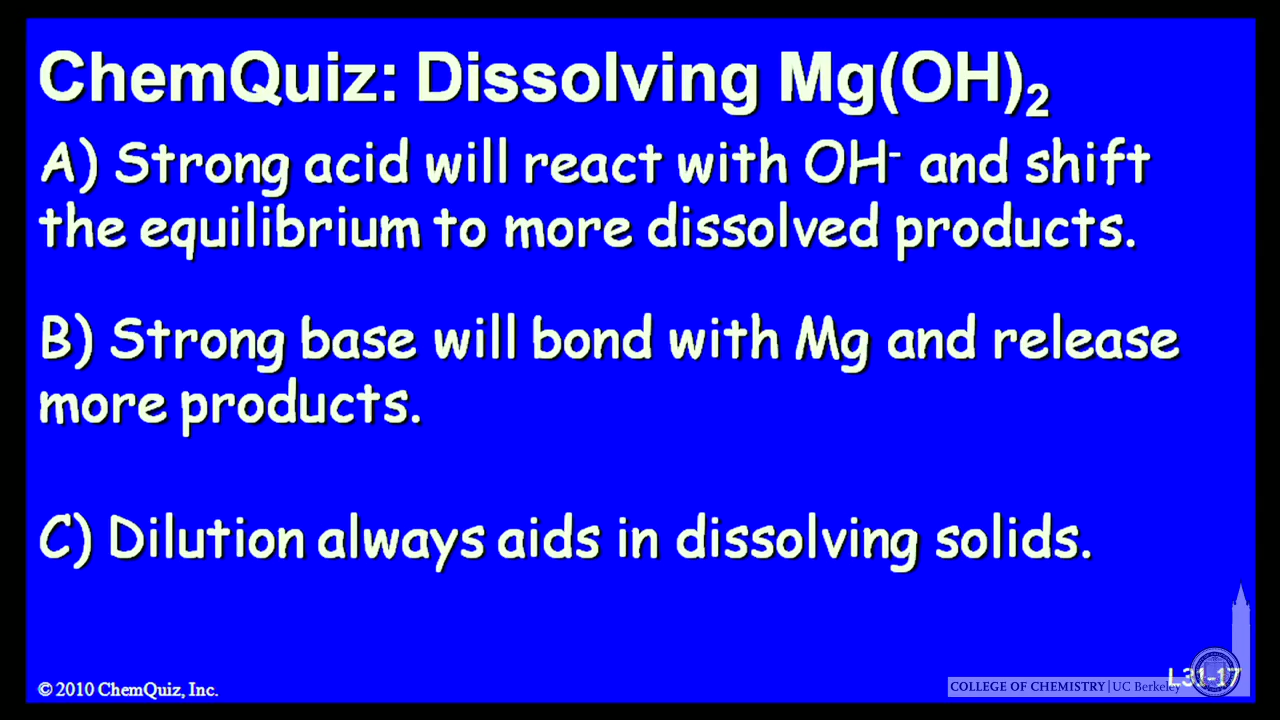 ChemQuiz: Dissolving Mg(OH)₂
A) Strong acid will react with OH⁻ and shift
the equilibrium to more dissolved products.
B) Strong base will bond with Mg and release
more products.
C) Dilution always aids in dissolving solids.
L31-17
© 2010 ChemQuiz, Inc.
COLLEGE OF CHEMISTRY | UC Berkeley